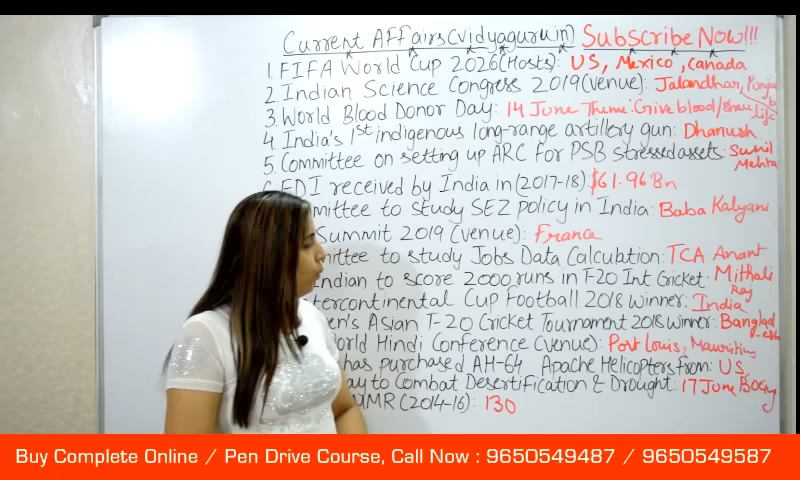 Current Affairs(vidyaguru.in) Subscribe Now!!!
1. FIFA World Cup 2026(Hosts): US, Mexico, Canada
2. Indian Science Congress 2019(Venue): Jalandhar, Punjab
3. World Blood Donor Day: 14 June Theme: Give blood/share life
4. India's 1st indigenous long-range artillery gun: Dhanush
5. Committee on setting up ARC for PSB stressed assets: Sunil Mehta
FDI received by India in (2017-18): $61.96 Bn
mmittee to study SEZ policy in India: Baba Kalyani
Summit 2019 (venue): France
mittee to study Jobs Data Calculation: TCA Anant
Indian to score 2000 runs in T-20 Int Cricket: Mithali Raj
tercontinental Cup Football 2018 Winner: India
en's Asian T-20 Cricket Tournament 2018 Winner: Bangladesh
orld Hindi Conference (Venue): Port Louis, Mauritius
has purchased AH-64 Apache Helicopters from: US, Boeing
ay to Combat Desertification & Drought: 17 June
MMR (2014-16): 130
Buy Complete Online / Pen Drive Course, Call Now : 9650549487 / 9650549587